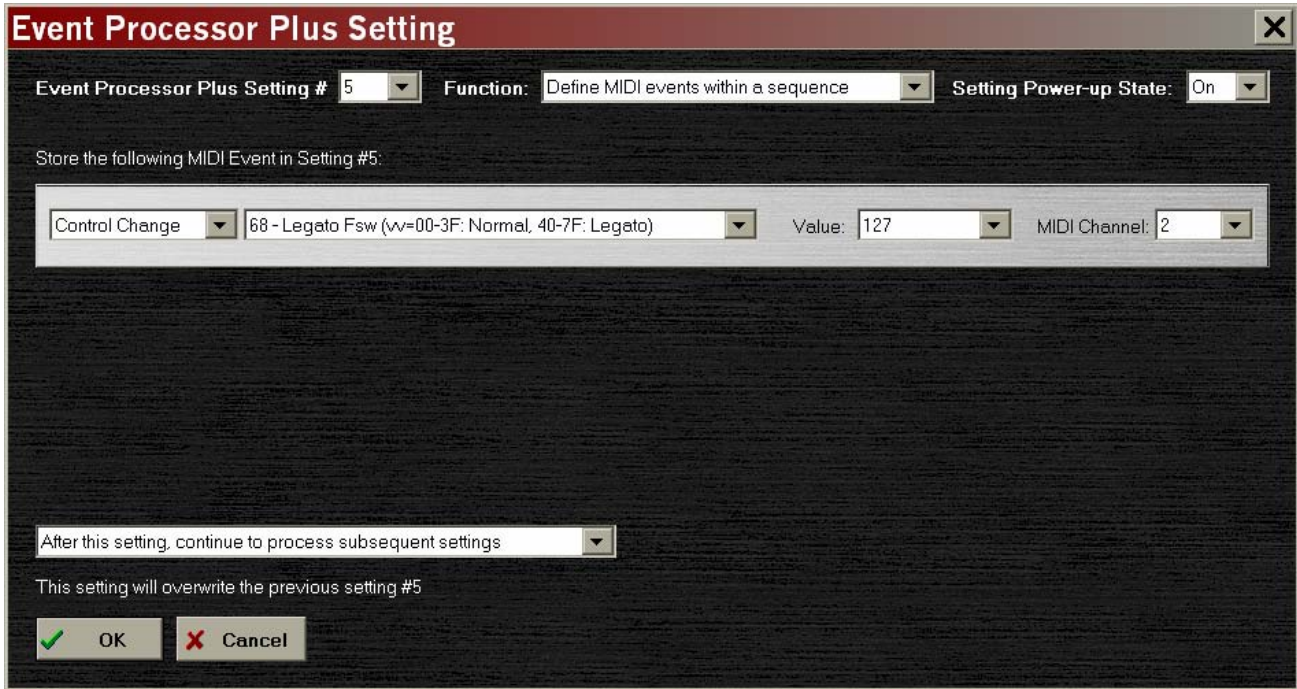 Event Processor Plus Setting
Event Processor Plus Setting # 5 Function: Define MIDI events within a sequence Setting Power-up State: On
Store the following MIDI Event in Setting #5:
Control Change 68 - Legato Fsw (vv=00-3F: Normal, 40-7F: Legato) Value: 127 MIDI Channel: 2
After this setting, continue to process subsequent settings
This setting will overwrite the previous setting #5
OK Cancel